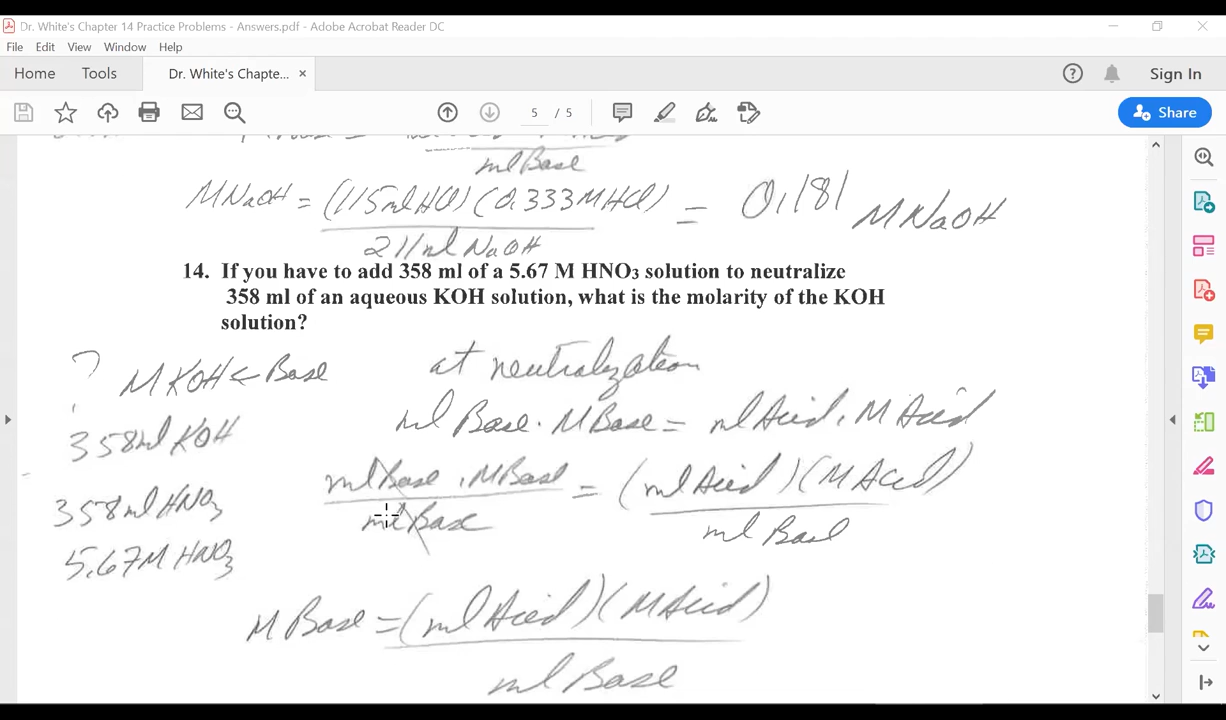 Dr. White's Chapter 14 Practice Problems - Answers.pdf - Adobe Acrobat Reader DC
File Edit View Window Help
Home Tools Dr. White's Chapte... × Sign In
5 / 5 Share
ml Base
MNaOH = (115mlHCl)(0.333MHCl) = 0.181 MNaOH
211ml NaOH
14. If you have to add 358 ml of a 5.67 M HNO3 solution to neutralize
358 ml of an aqueous KOH solution, what is the molarity of the KOH
solution?
? M KOH ← Base at neutralization
358ml KOH ml Base · M Base = ml Acid · M Acid
358ml HNO3 ml Base · M Base = (ml Acid)(M Acid)
ml Base ml Base
5.67M HNO3
M Base = (ml Acid)(M Acid)
ml Base